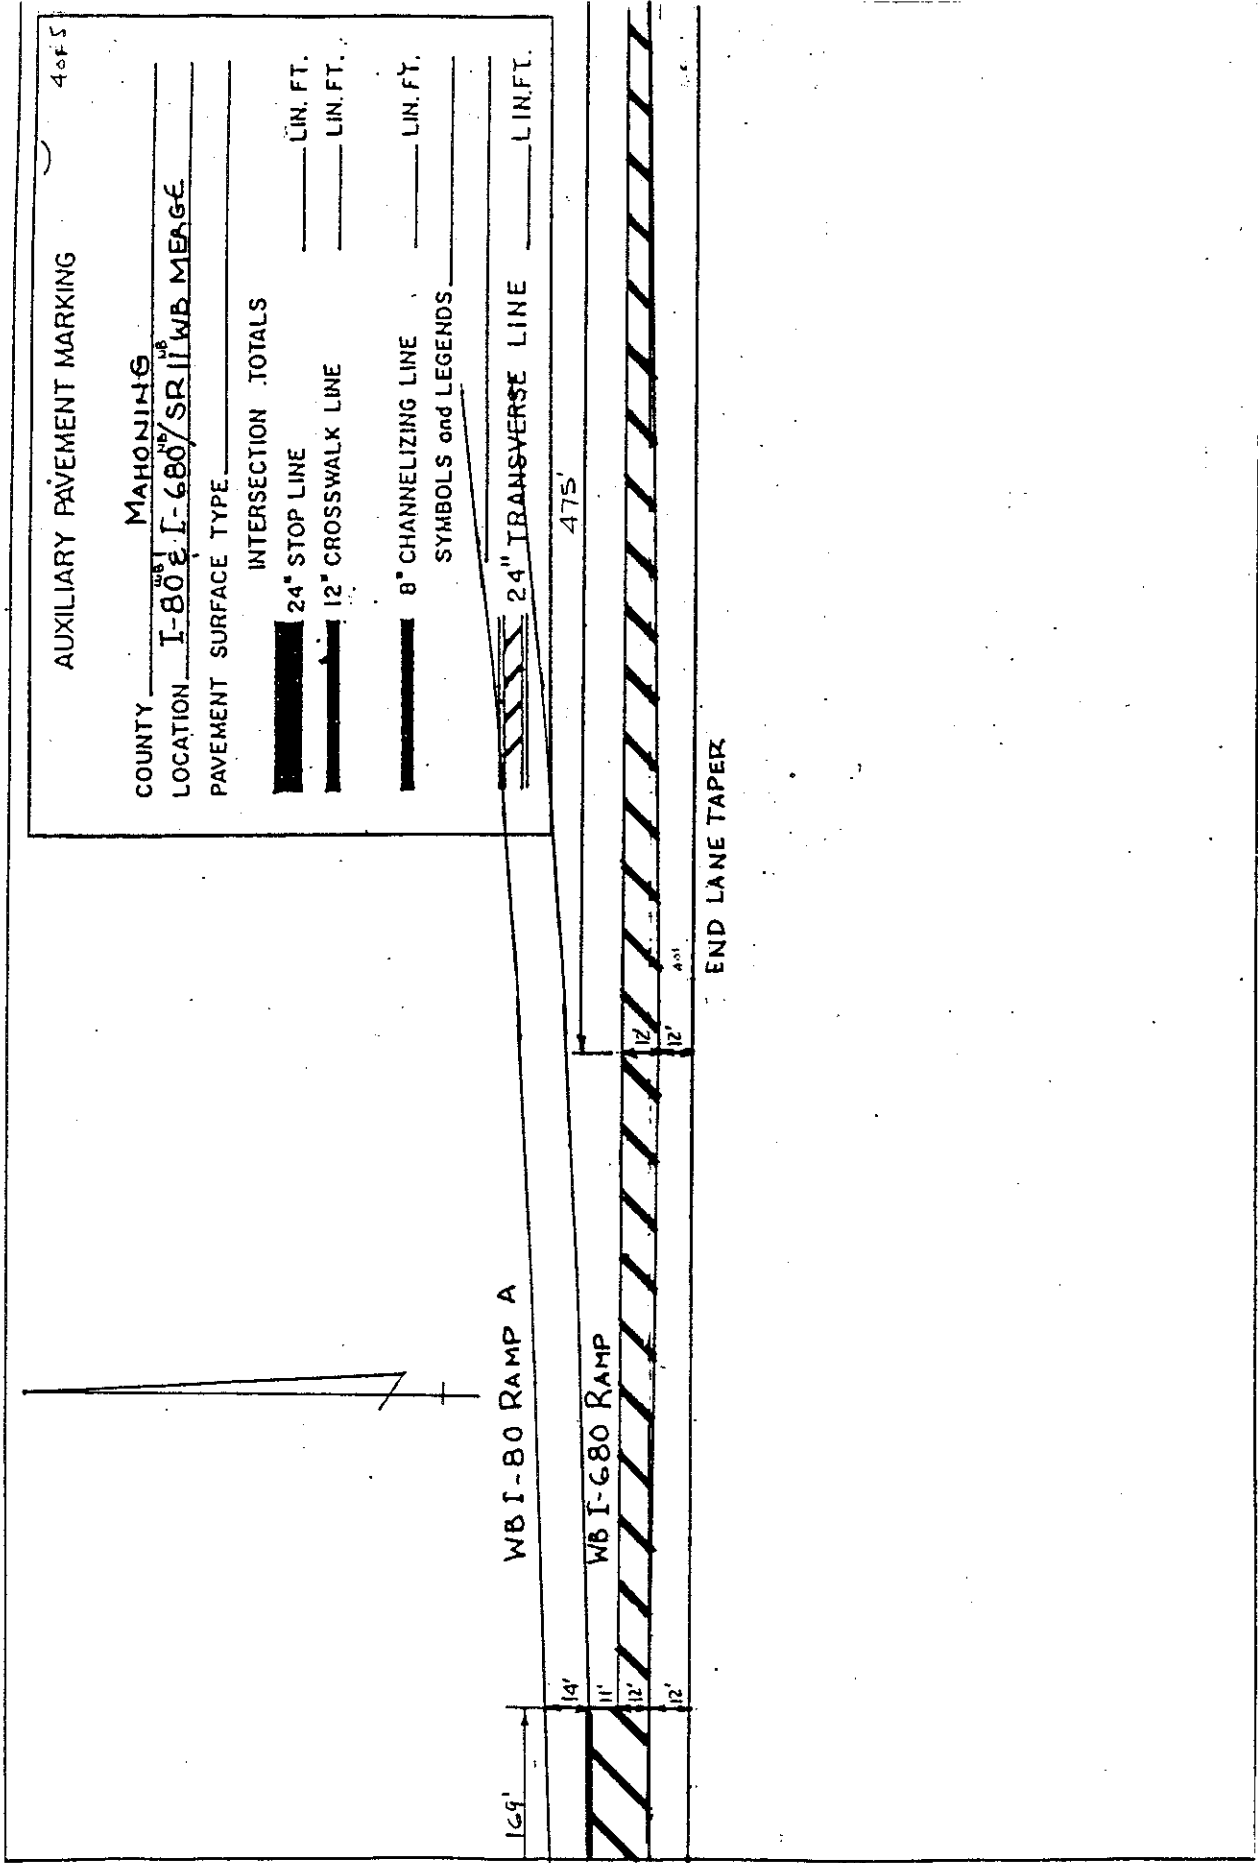 4 OF 5
AUXILIARY PAVEMENT MARKING
COUNTY MAHONING
LOCATION WB I-80 & I-680 NB/SR 11 NB WB MERGE
PAVEMENT SURFACE TYPE
INTERSECTION TOTALS
24" STOP LINE LIN. FT.
12" CROSSWALK LINE LIN. FT.
8" CHANNELIZING LINE LIN. FT.
SYMBOLS and LEGENDS
24" TRANSVERSE LINE LIN. FT.
475'
WB I-80 RAMP A
WB I-680 RAMP
169'
14'
11'
12'
12'
12'
12'
END LANE TAPER